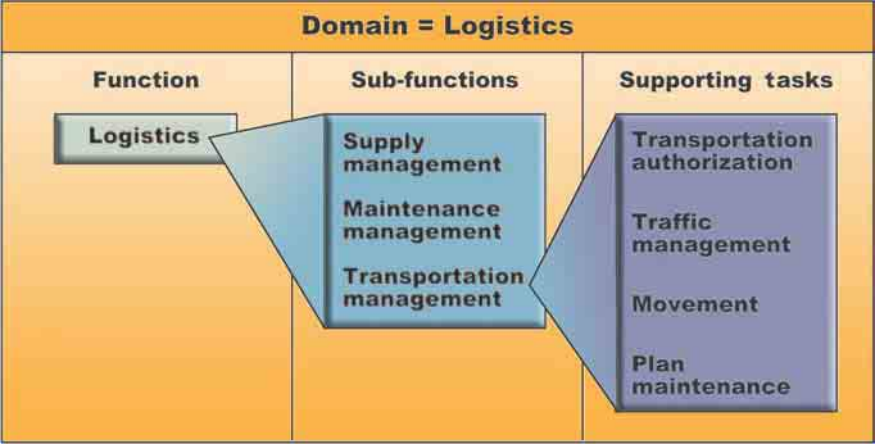 Domain = Logistics
Function
Sub-functions
Supporting tasks
Logistics
Supply
management
Maintenance
management
Transportation
management
Transportation
authorization
Traffic
management
Movement
Plan
maintenance